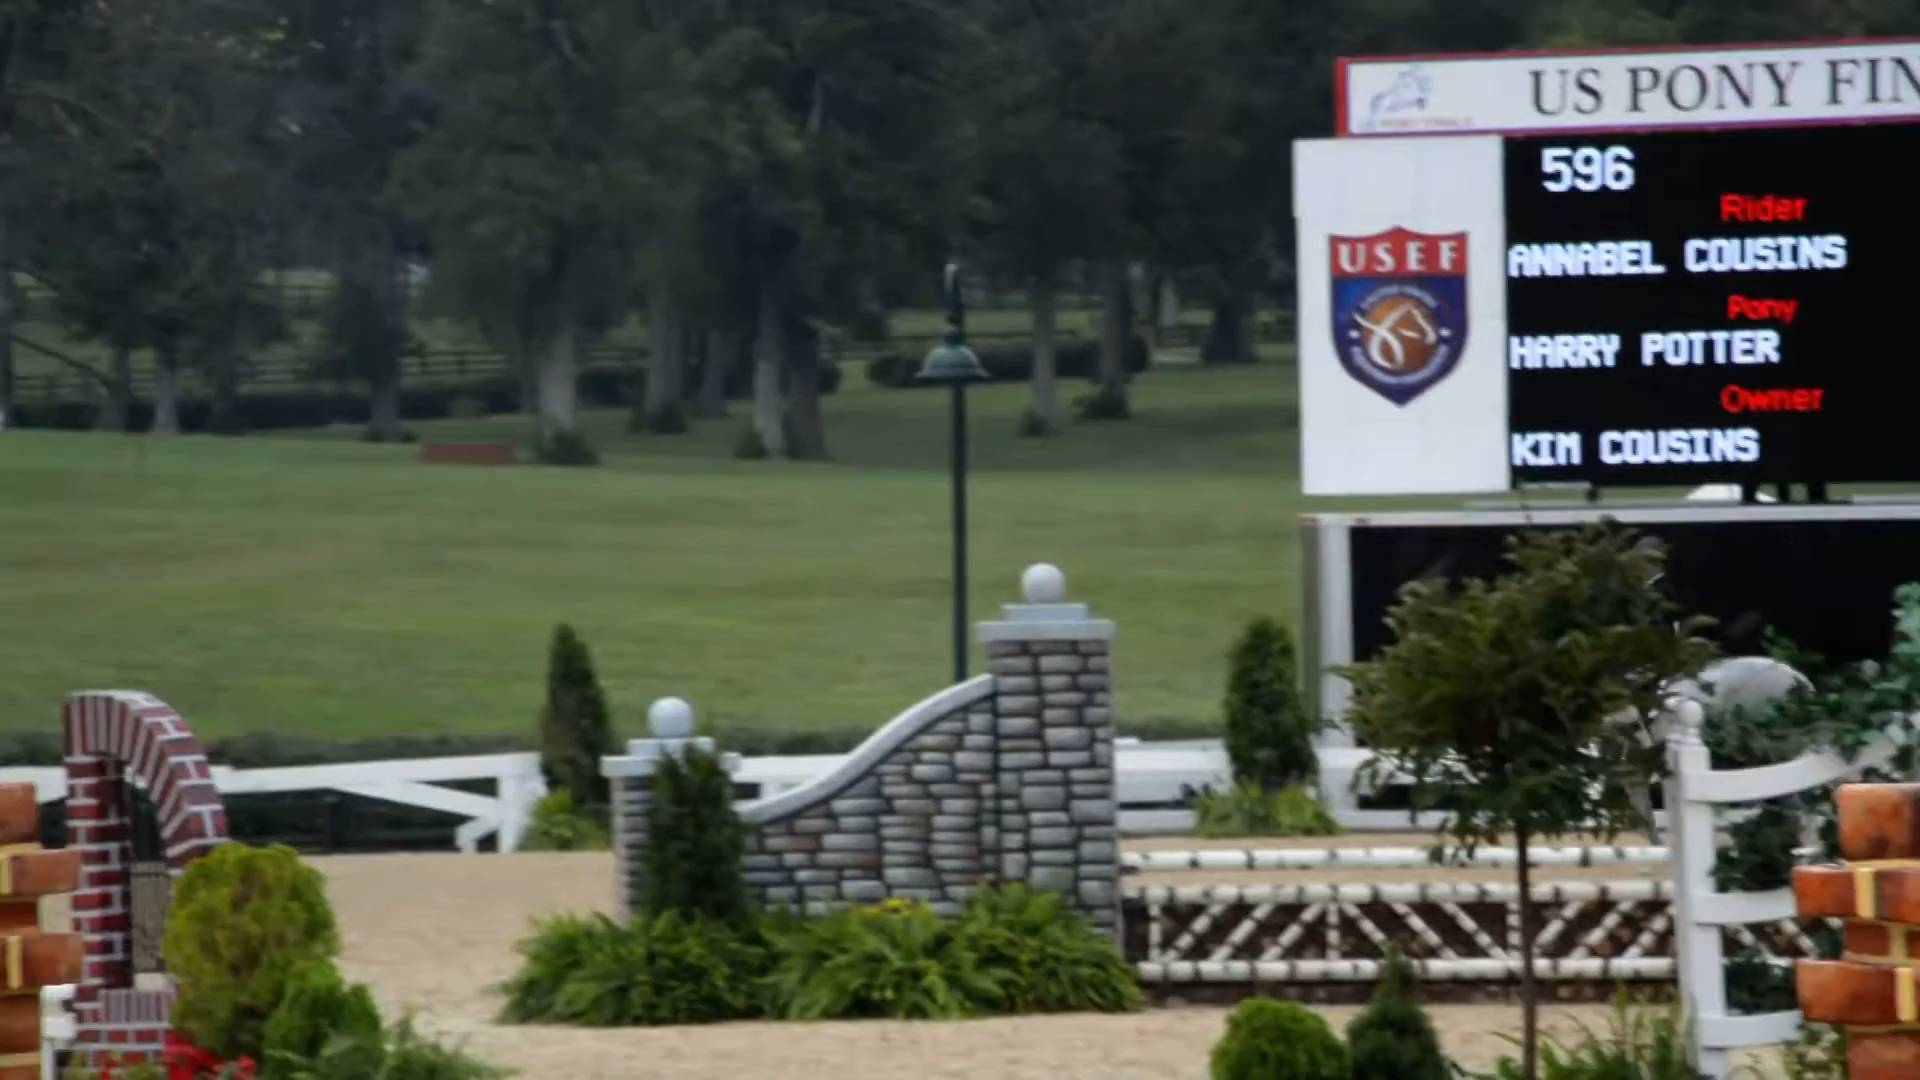 US PONY FIN
596
Rider
ANNABEL COUSINS
Pony
HARRY POTTER
Owner
KIM COUSINS
USEF